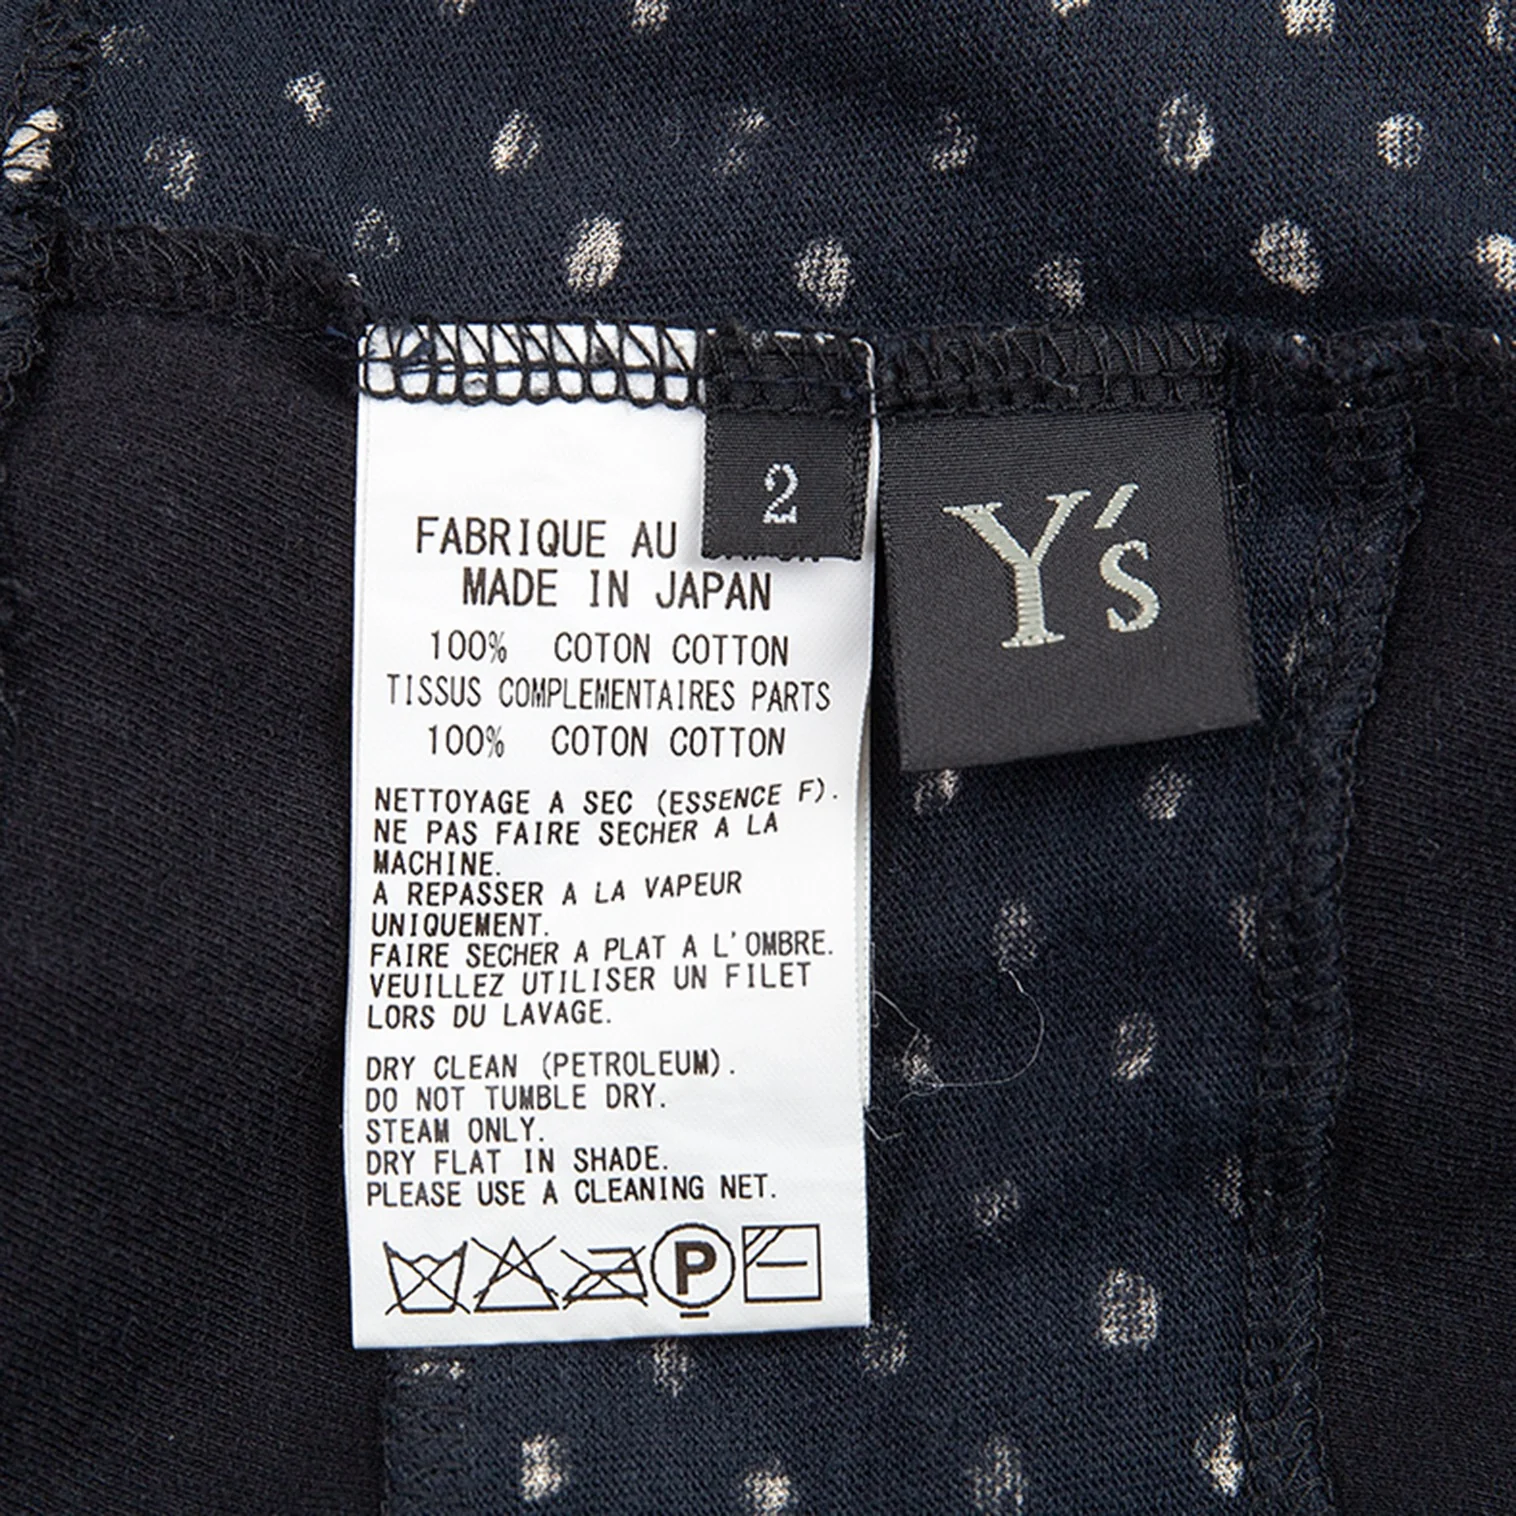 2
Y's
FABRIQUE AU
MADE IN JAPAN
100% COTON COTTON
TISSUS COMPLEMENTAIRES PARTS
100% COTON COTTON
NETTOYAGE A SEC (ESSENCE F).
NE PAS FAIRE SECHER A LA
MACHINE.
A REPASSER A LA VAPEUR
UNIQUEMENT.
FAIRE SECHER A PLAT A L'OMBRE.
VEUILLEZ UTILISER UN FILET
LORS DU LAVAGE.
DRY CLEAN (PETROLEUM).
DO NOT TUMBLE DRY.
STEAM ONLY.
DRY FLAT IN SHADE.
PLEASE USE A CLEANING NET.
P